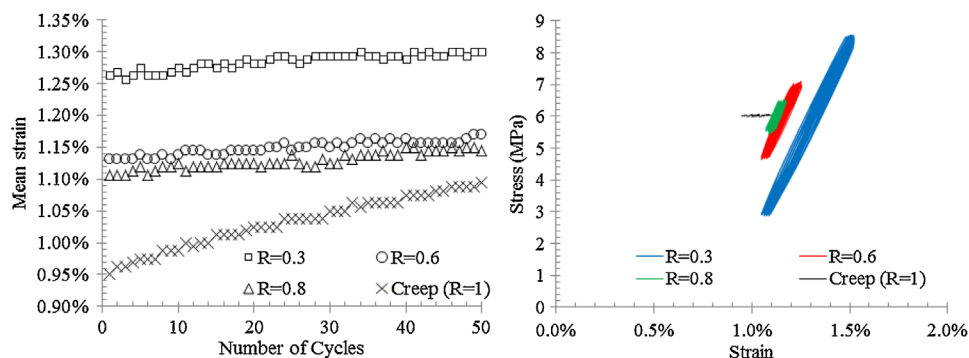 1.35%
1.30%
1.25%
1.20%
1.15%
1.10%
1.05%
1.00%
0.95%
0.90%
Mean strain
R=0.3
R=0.6
R=0.8
Creep (R=1)
0 10 20 30 40 50
Number of Cycles
9
8
7
6
5
4
3
2
1
0
Stress (MPa)
R=0.3
R=0.6
R=0.8
Creep (R=1)
0.0% 0.5% 1.0% 1.5% 2.0%
Strain